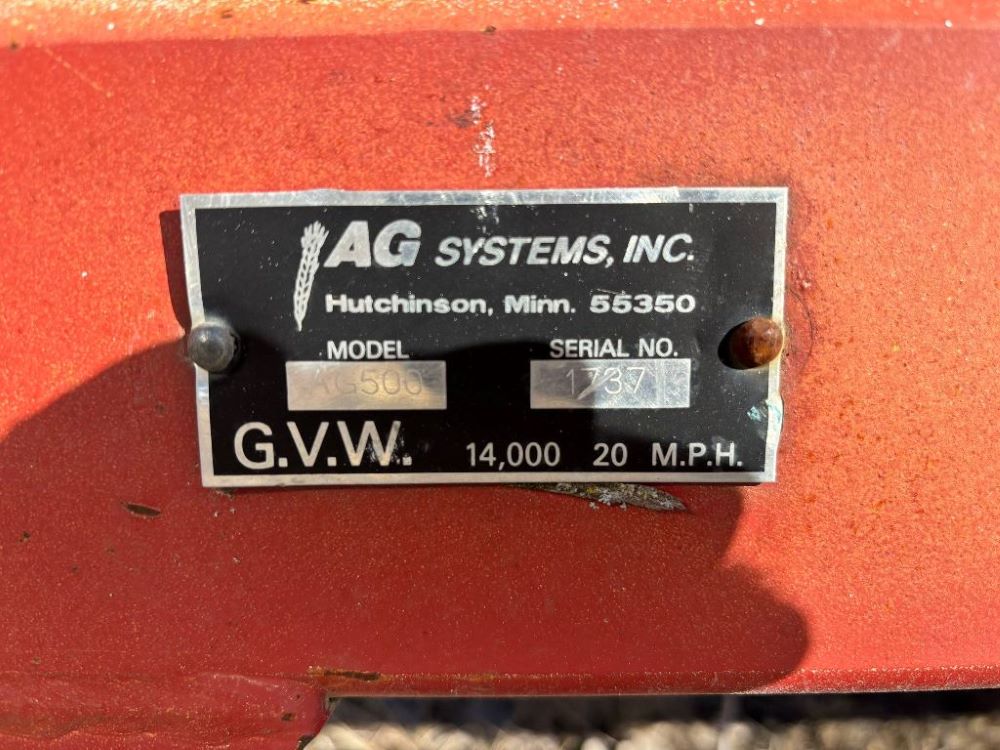 AG SYSTEMS, INC.
Hutchinson, Minn. 55350
MODEL SERIAL NO.
AG500 1737
G.V.W. 14,000 20 M.P.H.